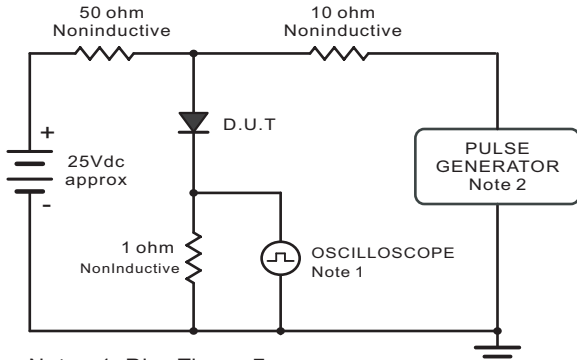 50 ohm
Noninductive
10 ohm
Noninductive
D.U.T
+
25Vdc
approx
-
PULSE
GENERATOR
Note 2
1 ohm
NonInductive
OSCILLOSCOPE
Note 1